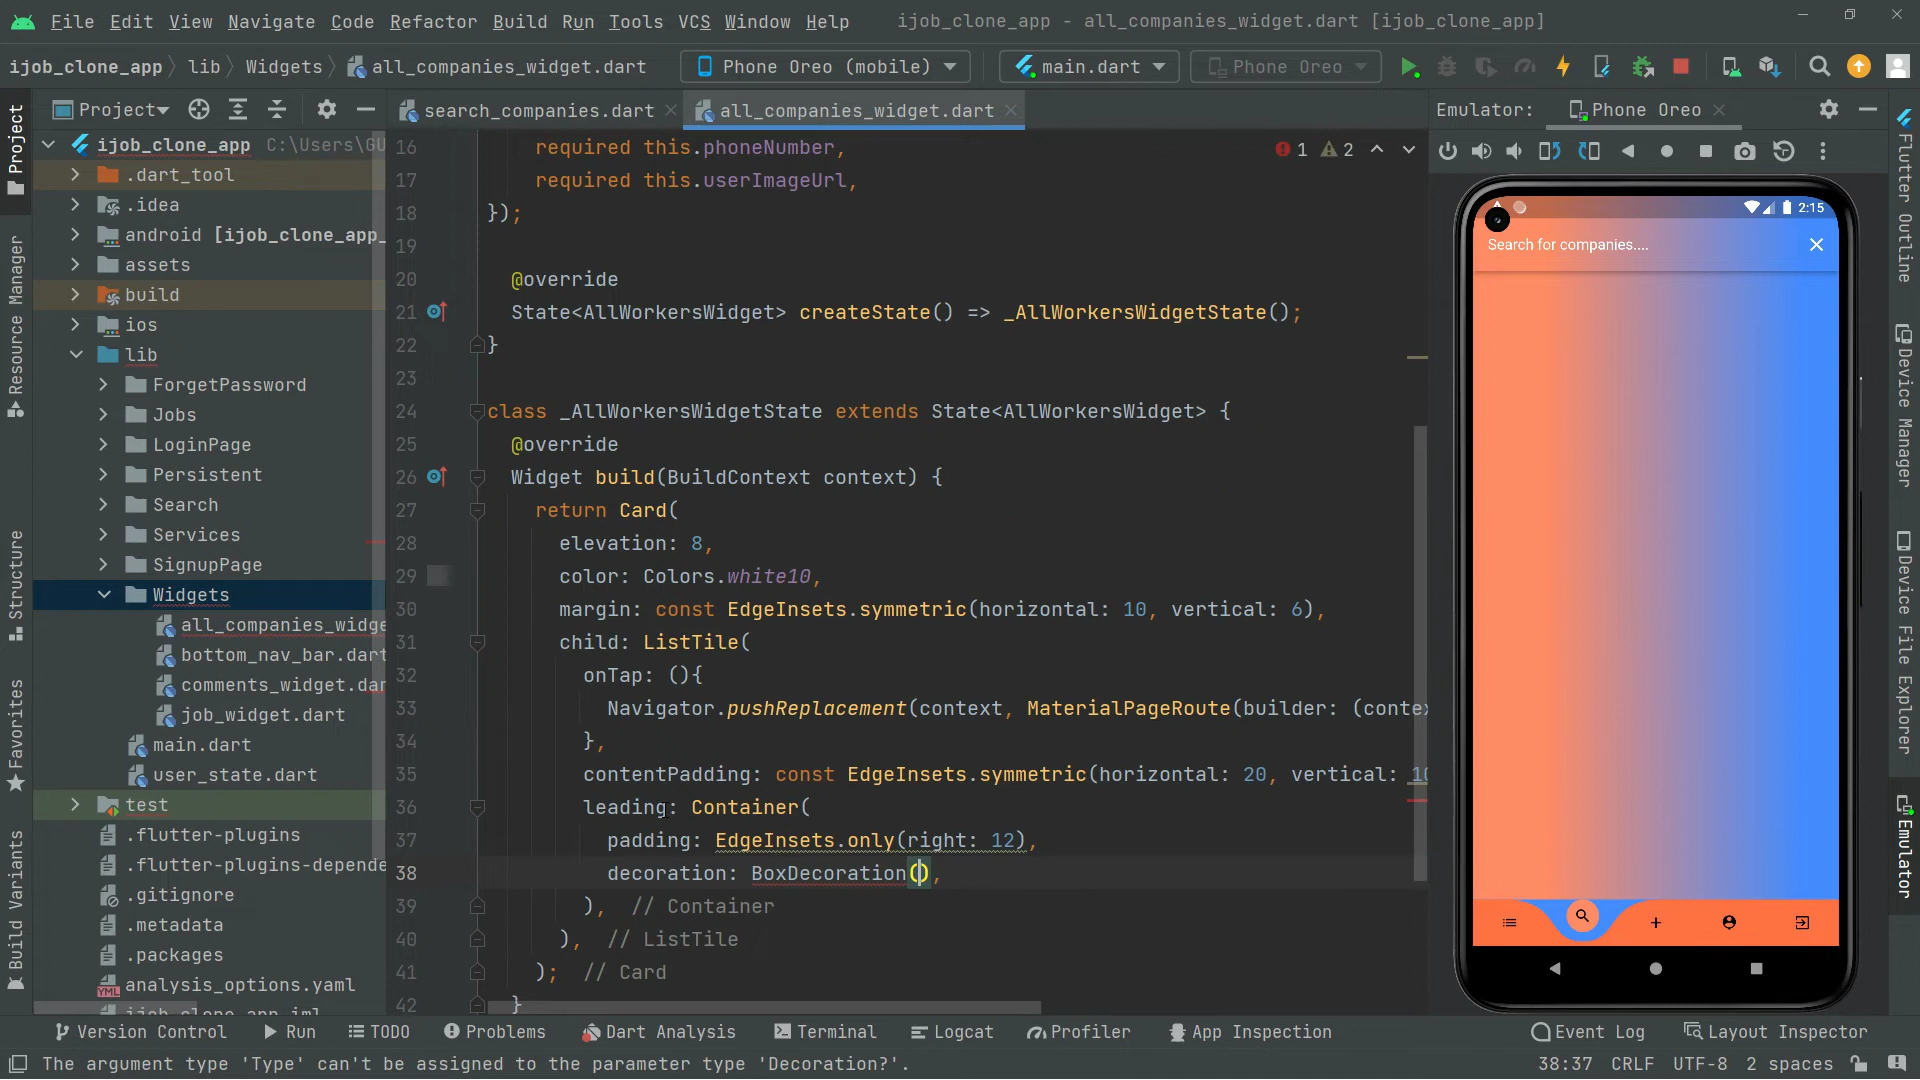 File Edit View Navigate Code Refactor Build Run Tools VCS Window Help ijob_clone_app - all_companies_widget.dart [ijob_clone_app]
ijob_clone_app lib Widgets all_companies_widget.dart Phone Oreo (mobile) main.dart Phone Oreo
Project search_companies.dart all_companies_widget.dart Emulator: Phone Oreo
ijob_clone_app C:\Users\GU
.dart_tool
.idea
android [ijob_clone_app_
assets
build
ios
lib
ForgetPassword
Jobs
LoginPage
Persistent
Search
Services
SignupPage
Widgets
all_companies_widge
bottom_nav_bar.dart
comments_widget.dar
job_widget.dart
main.dart
user_state.dart
test
.flutter-plugins
.flutter-plugins-depende
.gitignore
.metadata
.packages
analysis_options.yaml
16 required this.phoneNumber,
1 2
17 required this.userImageUrl,
18 });
19
20 @override
21 State<AllWorkersWidget> createState() => _AllWorkersWidgetState();
22 }
23
24 class _AllWorkersWidgetState extends State<AllWorkersWidget> {
25 @override
26 Widget build(BuildContext context) {
27 return Card(
28 elevation: 8,
29 color: Colors.white10,
30 margin: const EdgeInsets.symmetric(horizontal: 10, vertical: 6),
31 child: ListTile(
32 onTap: (){
33 Navigator.pushReplacement(context, MaterialPageRoute(builder: (contex
34 },
35 contentPadding: const EdgeInsets.symmetric(horizontal: 20, vertical: 10
36 leading: Container(
37 padding: EdgeInsets.only(right: 12),
38 decoration: BoxDecoration(),
39 ), // Container
40 ), // ListTile
41 ); // Card
42 }
2:15
Search for companies....
Project
Resource Manager
Structure
Favorites
Build Variants
Flutter Outline
Device Manager
Device File Explorer
Emulator
Version Control Run TODO Problems Dart Analysis Terminal Logcat Profiler App Inspection Event Log Layout Inspector
The argument type 'Type' can't be assigned to the parameter type 'Decoration?'. 38:37 CRLF UTF-8 2 spaces